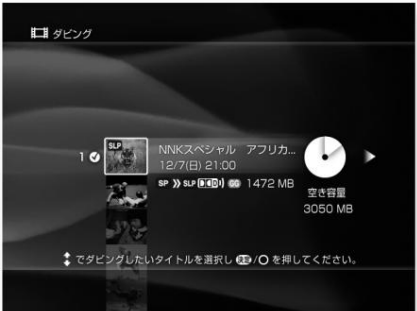 ダビング
1 SLP NNKスペシャル アフリカ...
12/7(日) 21:00
SP SLP 1472 MB
空き容量
3050 MB
でダビングしたいタイトルを選択し 決定/○ を押してください。